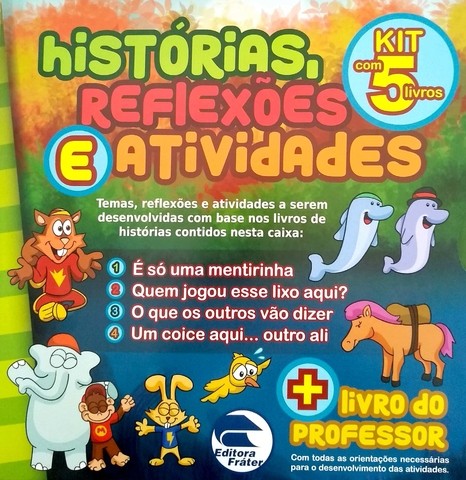 HISTÓRIAS,
REFLEXÕES
E ATIVIDADES
KIT
com
5
livros
Temas, reflexões e atividades a serem
desenvolvidas com base nos livros de
histórias contidos nesta caixa:
1 É só uma mentirinha
2 Quem jogou esse lixo aqui?
3 O que os outros vão dizer
4 Um coice aqui... outro ali
+ livro do
PROFESSOR
Com todas as orientações necessárias
para o desenvolvimento das atividades.
Editora
Fráter